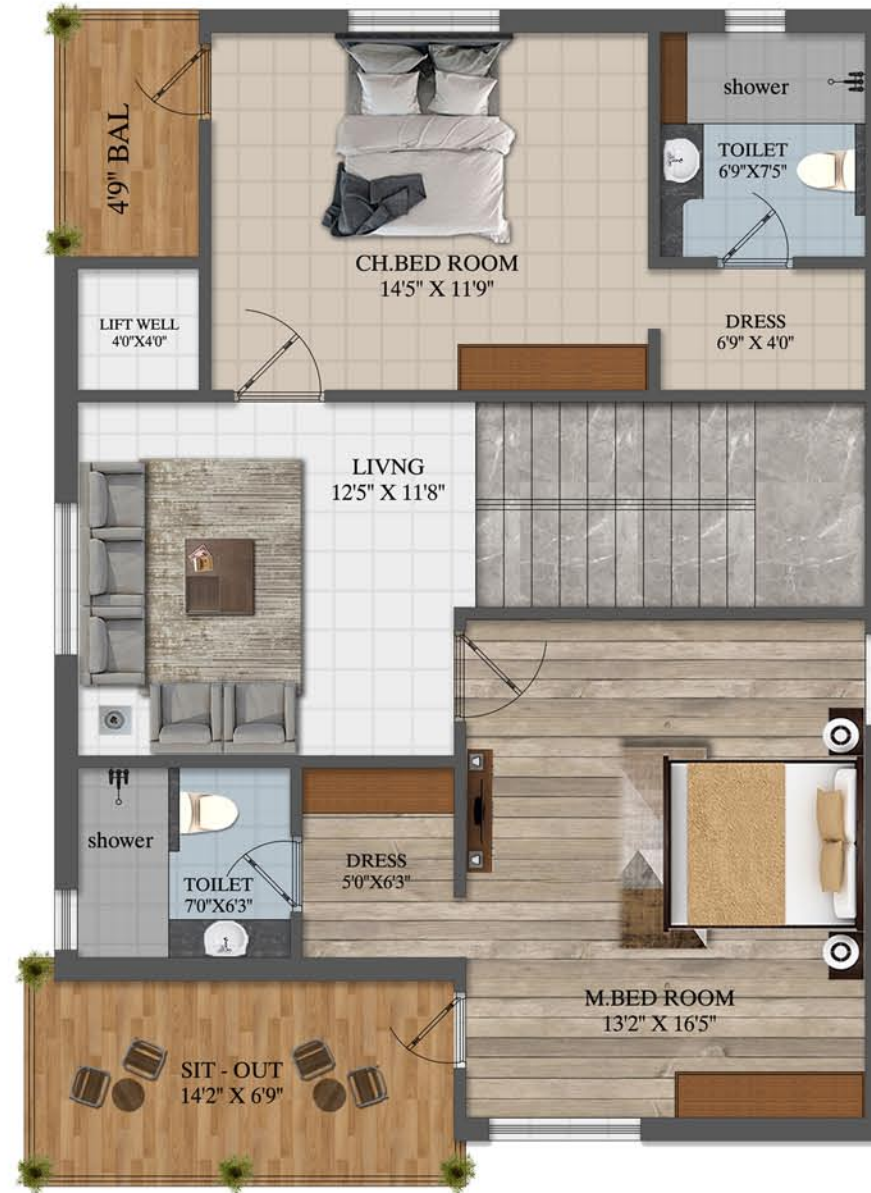 4'9" BAL
CH.BED ROOM
14'5" X 11'9"
shower
TOILET
6'9"X7'5"
LIFT WELL
4'0"X4'0"
DRESS
6'9" X 4'0"
LIVNG
12'5" X 11'8"
shower
TOILET
7'0"X6'3"
DRESS
5'0"X6'3"
M.BED ROOM
13'2" X 16'5"
SIT - OUT
14'2" X 6'9"